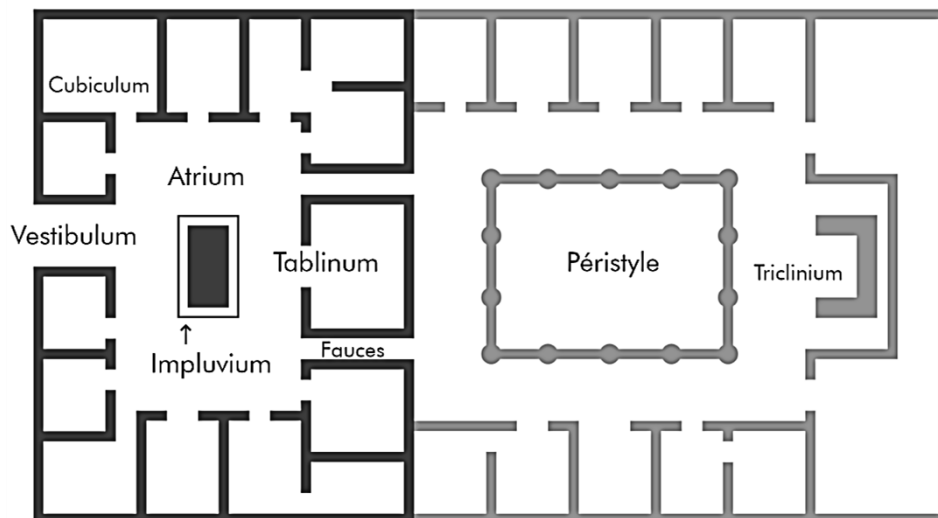 Cubiculum
Atrium
Vestibulum
Tablinum
Péristyle
Triclinium
Fauces
Impluvium